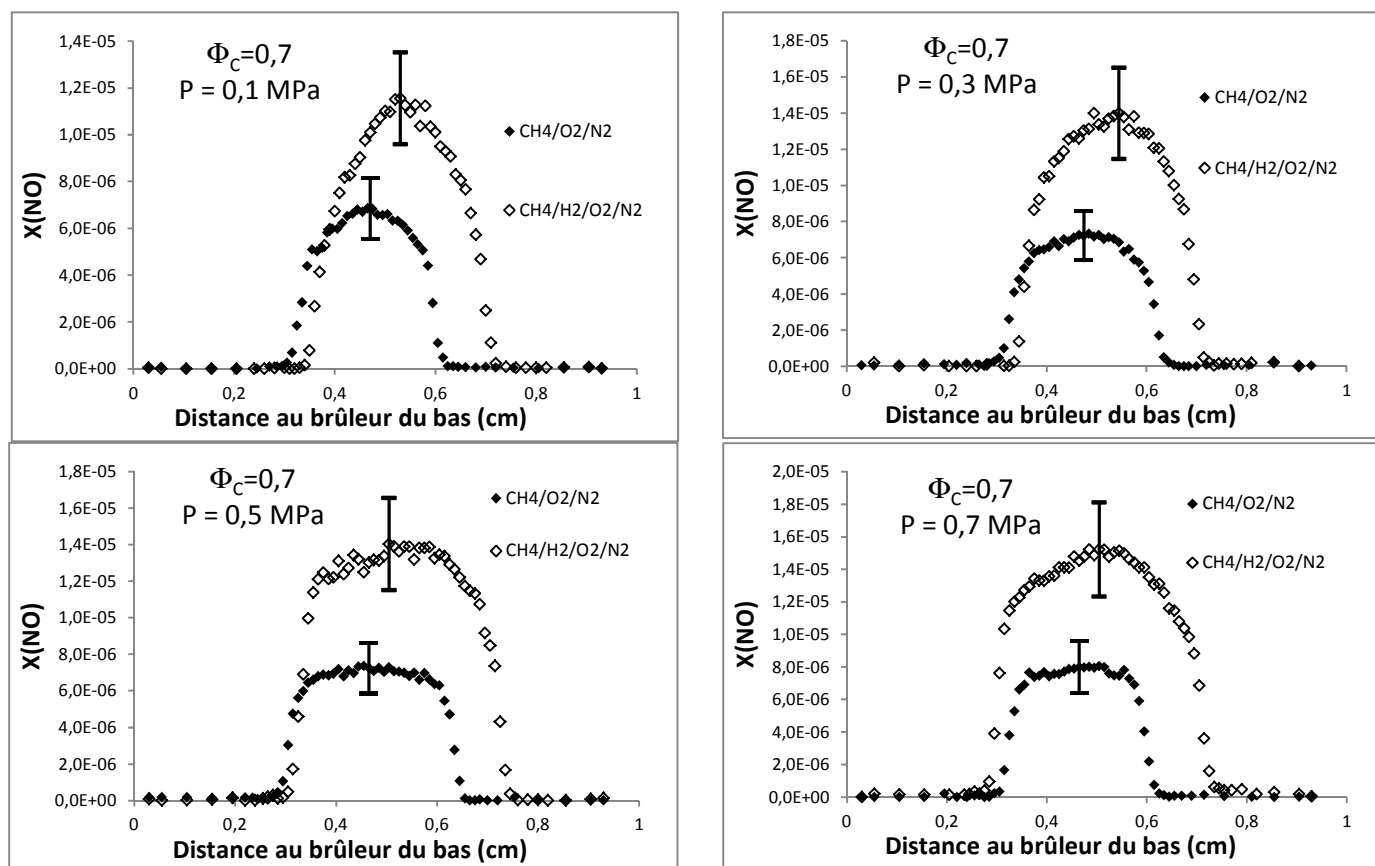 ΦC=0,7
P = 0,1 MPa
1,4E-05
1,2E-05
1,0E-05
8,0E-06
6,0E-06
4,0E-06
2,0E-06
0,0E+00
X(NO)
CH4/O2/N2
CH4/H2/O2/N2
0 0,2 0,4 0,6 0,8 1
Distance au brûleur du bas (cm)
ΦC=0,7
P = 0,3 MPa
1,8E-05
1,6E-05
1,4E-05
1,2E-05
1,0E-05
8,0E-06
6,0E-06
4,0E-06
2,0E-06
0,0E+00
X(NO)
CH4/O2/N2
CH4/H2/O2/N2
0 0,2 0,4 0,6 0,8 1
Distance au brûleur du bas (cm)
ΦC=0,7
P = 0,5 MPa
1,8E-05
1,6E-05
1,4E-05
1,2E-05
1,0E-05
8,0E-06
6,0E-06
4,0E-06
2,0E-06
0,0E+00
X(NO)
CH4/O2/N2
CH4/H2/O2/N2
0 0,2 0,4 0,6 0,8 1
Distance au brûleur du bas (cm)
ΦC=0,7
P = 0,7 MPa
2,0E-05
1,8E-05
1,6E-05
1,4E-05
1,2E-05
1,0E-05
8,0E-06
6,0E-06
4,0E-06
2,0E-06
0,0E+00
X(NO)
CH4/O2/N2
CH4/H2/O2/N2
0 0,2 0,4 0,6 0,8 1
Distance au brûleur du bas (cm)